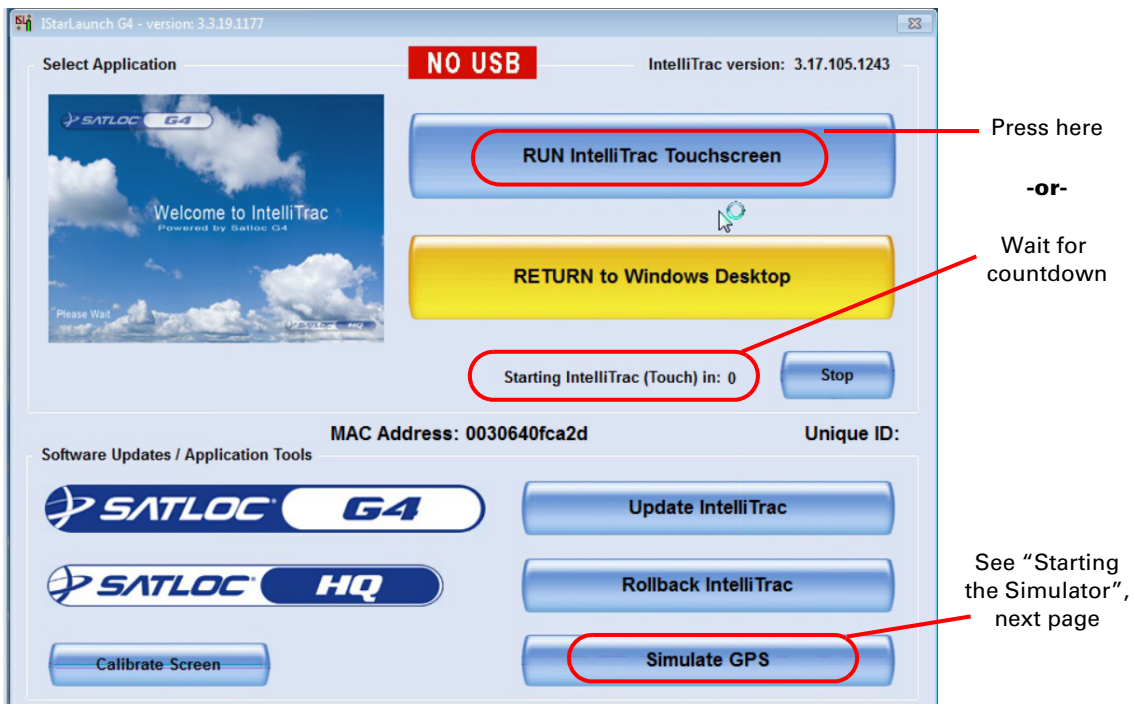 IStarLaunch G4 - version: 3.3.19.1177
Select Application
NO USB
IntelliTrac version: 3.17.105.1243
SATLOC G4
Welcome to IntelliTrac
Powered by Satloc G4
Please Wait
SATLOC HQ
RUN IntelliTrac Touchscreen
Press here
-or-
Wait for
countdown
RETURN to Windows Desktop
Starting IntelliTrac (Touch) in: 0
Stop
MAC Address: 0030640fca2d
Unique ID:
Software Updates / Application Tools
SATLOC G4
Update IntelliTrac
SATLOC HQ
Rollback IntelliTrac
Calibrate Screen
Simulate GPS
See “Starting
the Simulator”,
next page